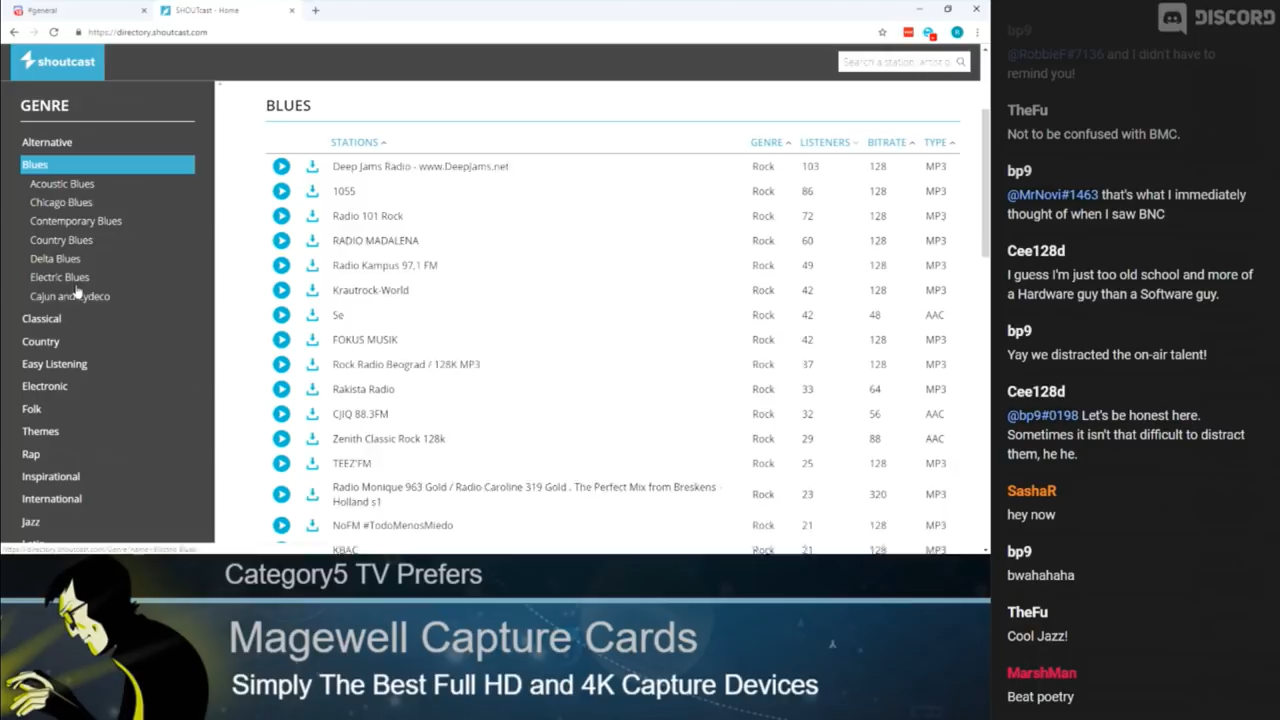 #general
SHOUTcast - Home
https://directory.shoutcast.com
shoutcast
Search a station, artist o
GENRE
Alternative
Blues
Acoustic Blues
Chicago Blues
Contemporary Blues
Country Blues
Delta Blues
Electric Blues
Cajun and Zydeco
Classical
Country
Easy Listening
Electronic
Folk
Themes
Rap
Inspirational
International
Jazz
BLUES
STATIONS GENRE LISTENERS BITRATE TYPE
Deep Jams Radio - www.DeepJams.net Rock 103 128 MP3
1055 Rock 86 128 MP3
Radio 101 Rock Rock 72 128 MP3
RADIO MADALENA Rock 60 128 MP3
Radio Kampus 97,1 FM Rock 49 128 MP3
Krautrock-World Rock 42 128 MP3
Se Rock 42 48 AAC
FOKUS MUSIK Rock 42 128 MP3
Rock Radio Beograd / 128K MP3 Rock 37 128 MP3
Rakista Radio Rock 33 64 MP3
CJIQ 88.3FM Rock 32 56 AAC
Zenith Classic Rock 128k Rock 29 88 AAC
TEEZ'FM Rock 25 128 MP3
Radio Monique 963 Gold / Radio Caroline 319 Gold . The Perfect Mix from Breskens -
Holland s1 Rock 23 320 MP3
NoFM #TodoMenosMiedo Rock 21 128 MP3
KBAC Rock 21 128 MP3
Category5 TV Prefers
Magewell Capture Cards
Simply The Best Full HD and 4K Capture Devices
DISCORD
bp9
@RobbieF#7136 and I didn't have to
remind you!
TheFu
Not to be confused with BMC.
bp9
@MrNovi#1463 that's what I immediately
thought of when I saw BNC
Cee128d
I guess I'm just too old school and more of
a Hardware guy than a Software guy.
bp9
Yay we distracted the on-air talent!
Cee128d
@bp9#0198 Let's be honest here.
Sometimes it isn't that difficult to distract
them, he he.
SashaR
hey now
bp9
bwahahaha
TheFu
Cool Jazz!
MarshMan
Beat poetry